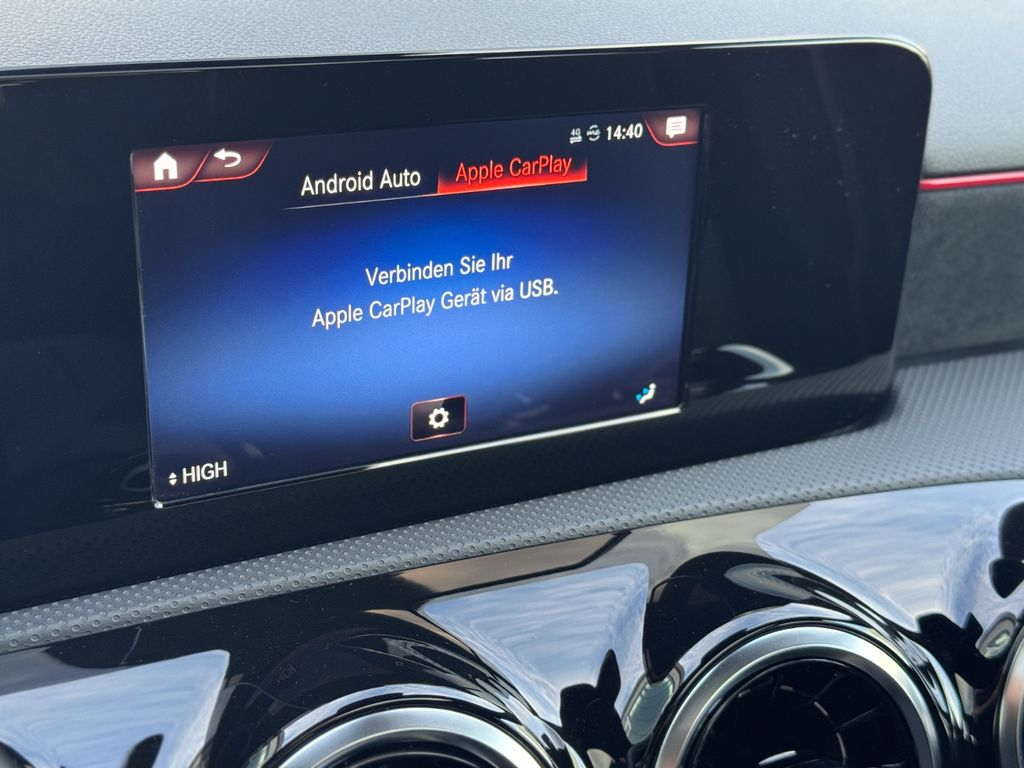 4G 14:40
Android Auto Apple CarPlay
Verbinden Sie Ihr
Apple CarPlay Gerät via USB.
HIGH